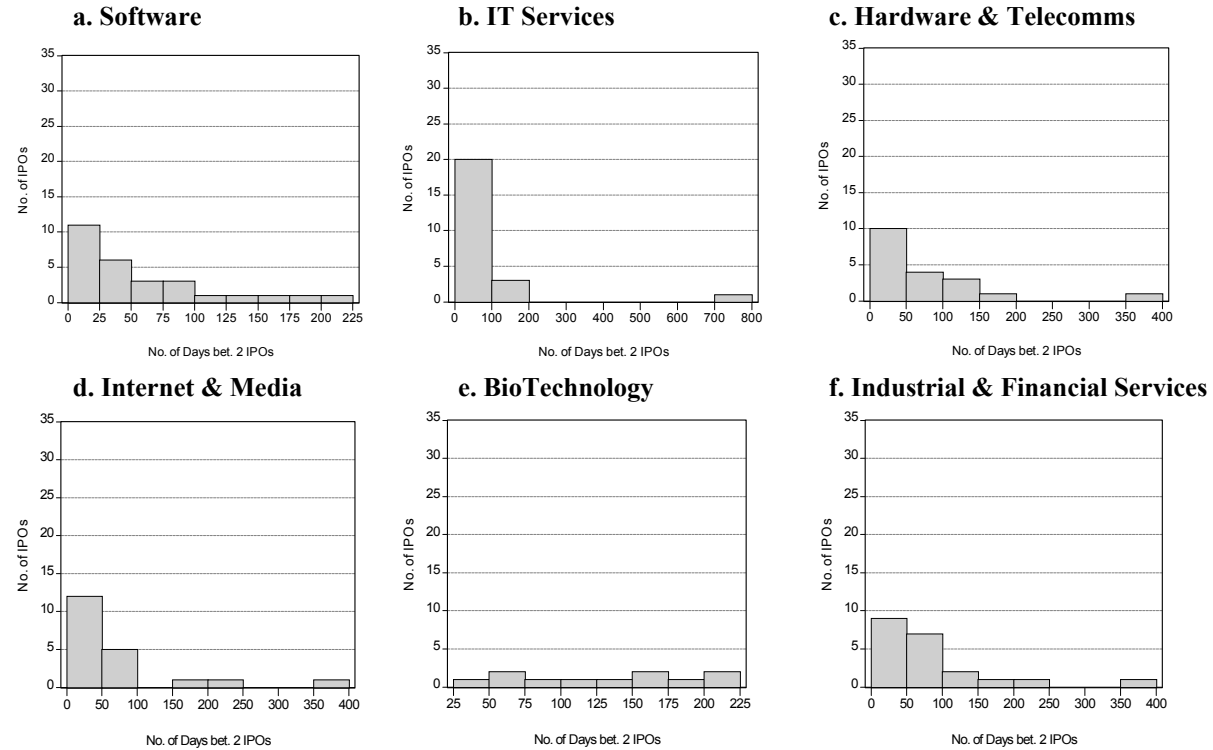 a. Software
35
30
25
20
15
10
5
0
No. of IPOs
0 25 50 75 100 125 150 175 200 225
No. of Days bet. 2 IPOs
b. IT Services
35
30
25
20
15
10
5
0
No. of IPOs
0 100 200 300 400 500 600 700 800
No. of Days bet. 2 IPOs
c. Hardware & Telecomms
35
30
25
20
15
10
5
0
No. of IPOs
0 50 100 150 200 250 300 350 400
No. of Days bet. 2 IPOs
d. Internet & Media
35
30
25
20
15
10
5
0
No. of IPOs
0 50 100 150 200 250 300 350 400
No. of Days bet. 2 IPOs
e. BioTechnology
35
30
25
20
15
10
5
0
No. of IPOs
25 50 75 100 125 150 175 200 225
No. of Days bet. 2 IPOs
f. Industrial & Financial Services
35
30
25
20
15
10
5
0
No. of IPOs
0 50 100 150 200 250 300 350 400
No. of Days bet. 2 IPOs